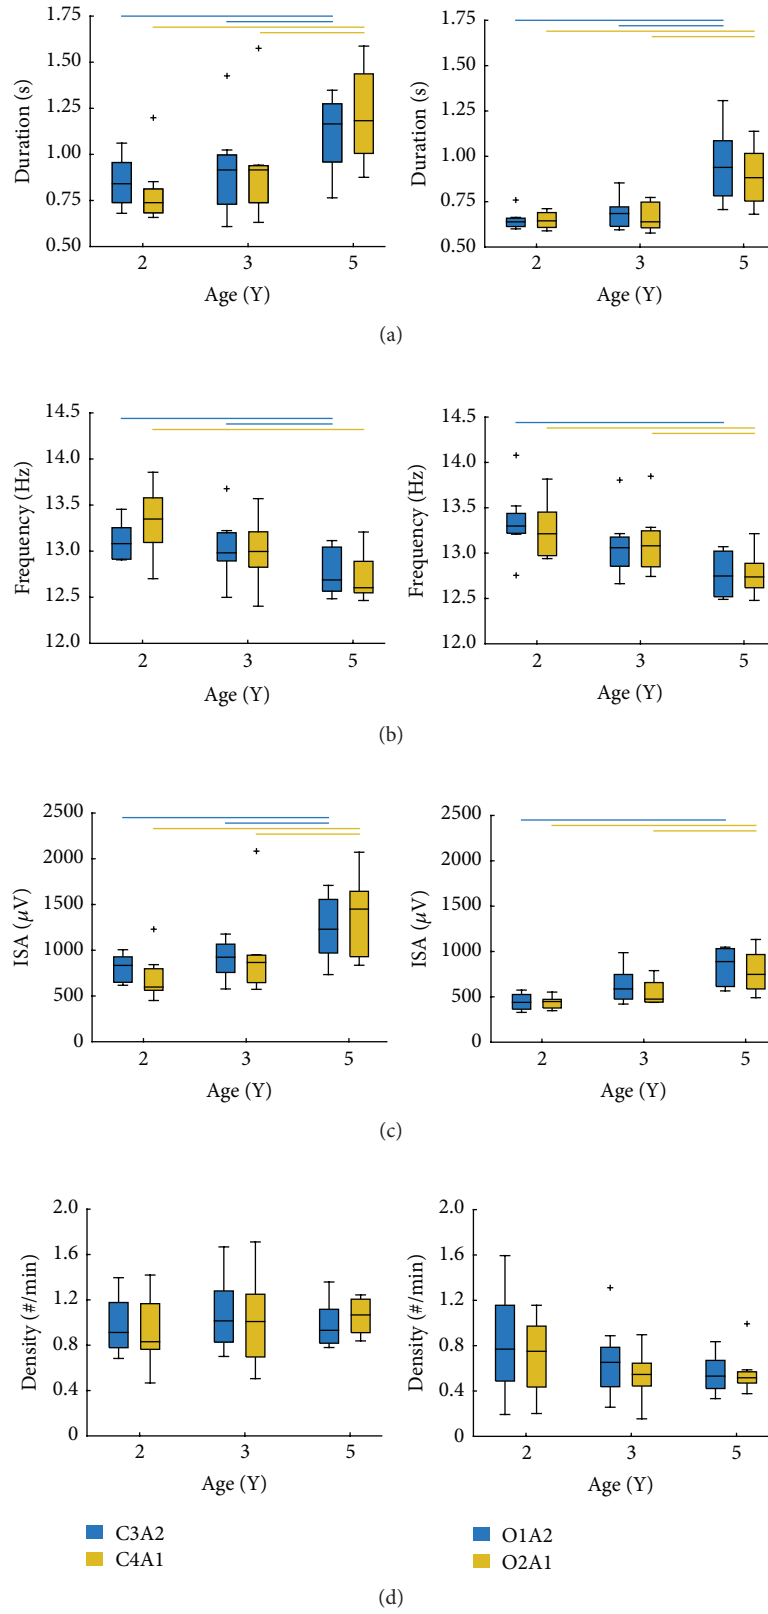 1.75 1.75
1.50 1.50
1.25 1.25
1.00 1.00
0.75 0.75
0.50 0.50
Duration (s) Duration (s)
2 3 5 2 3 5
Age (Y) Age (Y)
(a)
14.5 14.5
14.0 14.0
13.5 13.5
13.0 13.0
12.5 12.5
12.0 12.0
Frequency (Hz) Frequency (Hz)
2 3 5 2 3 5
Age (Y) Age (Y)
(b)
2500 2500
2000 2000
1500 1500
1000 1000
500 500
0 0
ISA (μV) ISA (μV)
2 3 5 2 3 5
Age (Y) Age (Y)
(c)
2.0 2.0
1.6 1.6
1.2 1.2
0.8 0.8
0.4 0.4
0 0
Density (#/min) Density (#/min)
2 3 5 2 3 5
Age (Y) Age (Y)
C3A2 O1A2
C4A1 O2A1
(d)